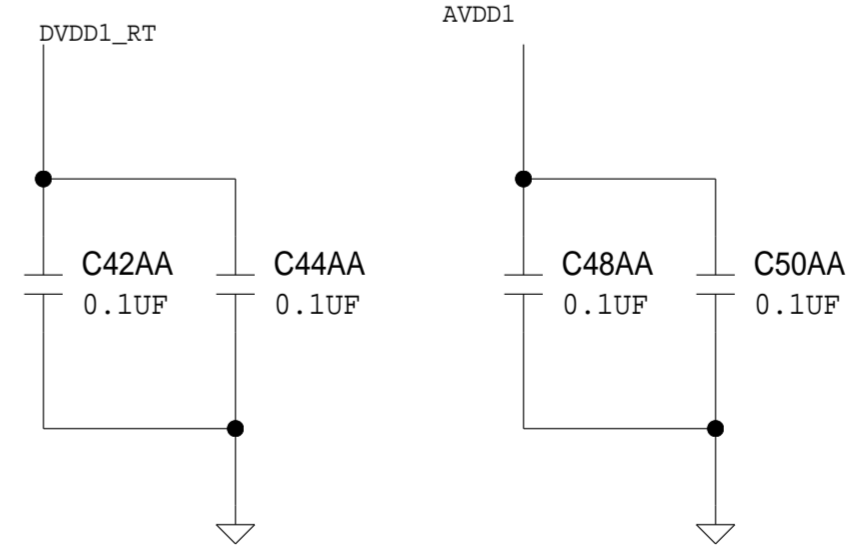 DVDD1_RT
AVDD1
C42AA
0.1UF
C44AA
0.1UF
C48AA
0.1UF
C50AA
0.1UF